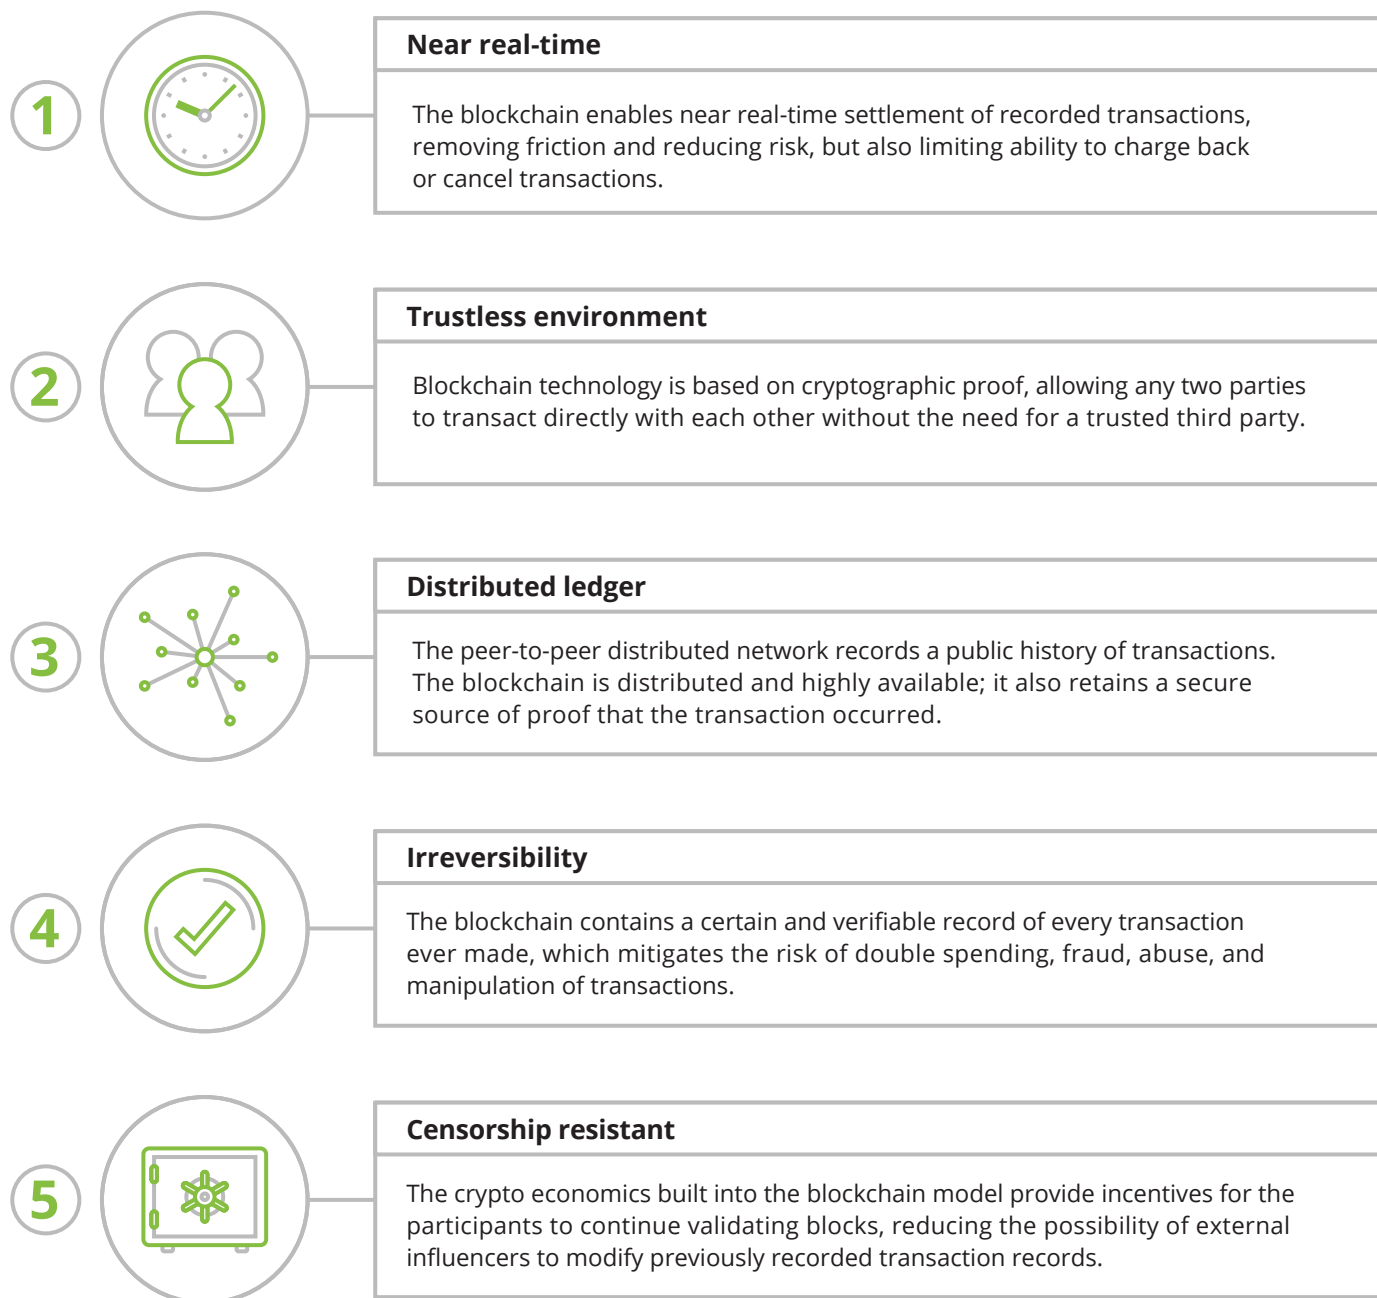 1
Near real-time
The blockchain enables near real-time settlement of recorded transactions,
removing friction and reducing risk, but also limiting ability to charge back
or cancel transactions.
2
Trustless environment
Blockchain technology is based on cryptographic proof, allowing any two parties
to transact directly with each other without the need for a trusted third party.
3
Distributed ledger
The peer-to-peer distributed network records a public history of transactions.
The blockchain is distributed and highly available; it also retains a secure
source of proof that the transaction occurred.
4
Irreversibility
The blockchain contains a certain and verifiable record of every transaction
ever made, which mitigates the risk of double spending, fraud, abuse, and
manipulation of transactions.
5
Censorship resistant
The crypto economics built into the blockchain model provide incentives for the
participants to continue validating blocks, reducing the possibility of external
influencers to modify previously recorded transaction records.